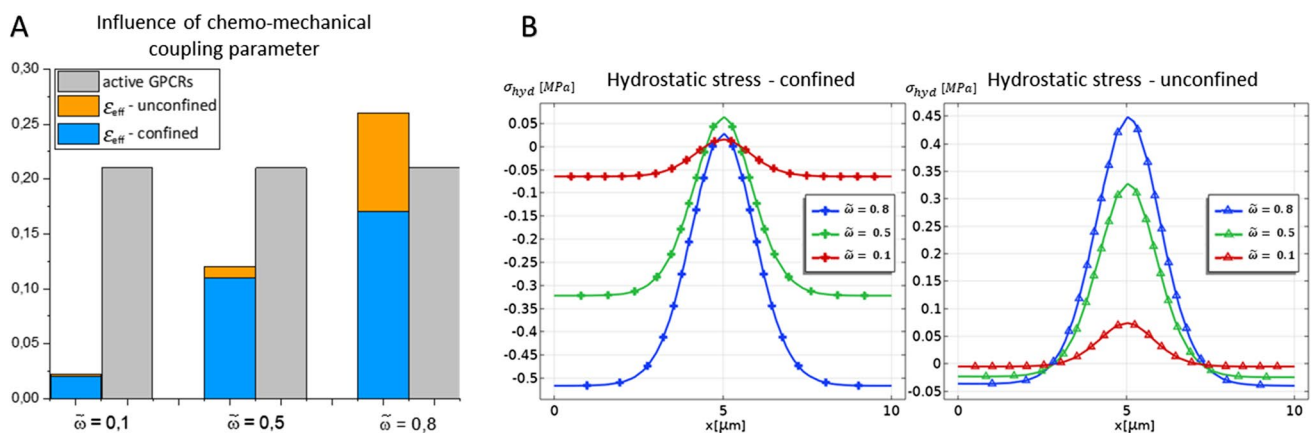 A
Influence of chemo-mechanical
coupling parameter
0,30
0,25
0,20
0,15
0,10
0,05
0,00
active GPCRs
Ɛeff - unconfined
Ɛeff - confined
ω̃ = 0,1
ω̃ = 0,5
ω̃ = 0,8
B
σhyd [MPa]
Hydrostatic stress - confined
0.05
0
-0.05
-0.1
-0.15
-0.2
-0.25
-0.3
-0.35
-0.4
-0.45
-0.5
ω̃ = 0.8
ω̃ = 0.5
ω̃ = 0.1
0
5
10
x[μm]
σhyd [MPa]
Hydrostatic stress - unconfined
0.45
0.4
0.35
0.3
0.25
0.2
0.15
0.1
0.05
0
-0.05
ω̃ = 0.8
ω̃ = 0.5
ω̃ = 0.1
0
5
10
x[μm]